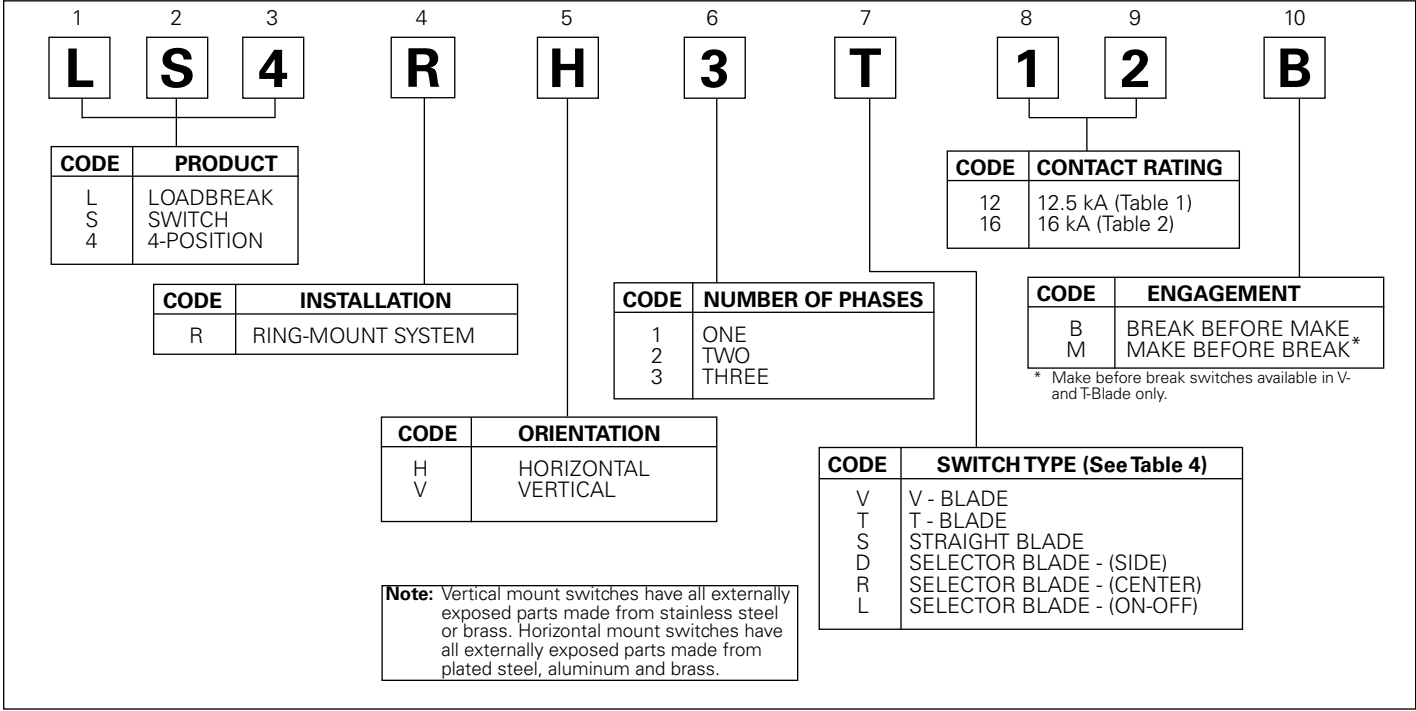 1 2 3 4 5 6 7 8 9 10
L S 4 R H 3 T 1 2 B
CODE PRODUCT
L LOADBREAK
S SWITCH
4 4-POSITION
CODE CONTACT RATING
12 12.5 kA (Table 1)
16 16 kA (Table 2)
CODE INSTALLATION
R RING-MOUNT SYSTEM
CODE NUMBER OF PHASES
1 ONE
2 TWO
3 THREE
CODE ENGAGEMENT
B BREAK BEFORE MAKE
M MAKE BEFORE BREAK*
* Make before break switches available in V-
and T-Blade only.
CODE ORIENTATION
H HORIZONTAL
V VERTICAL
CODE SWITCH TYPE (See Table 4)
V V - BLADE
T T - BLADE
S STRAIGHT BLADE
D SELECTOR BLADE - (SIDE)
R SELECTOR BLADE - (CENTER)
L SELECTOR BLADE - (ON-OFF)
Note: Vertical mount switches have all externally
exposed parts made from stainless steel
or brass. Horizontal mount switches have
all externally exposed parts made from
plated steel, aluminum and brass.